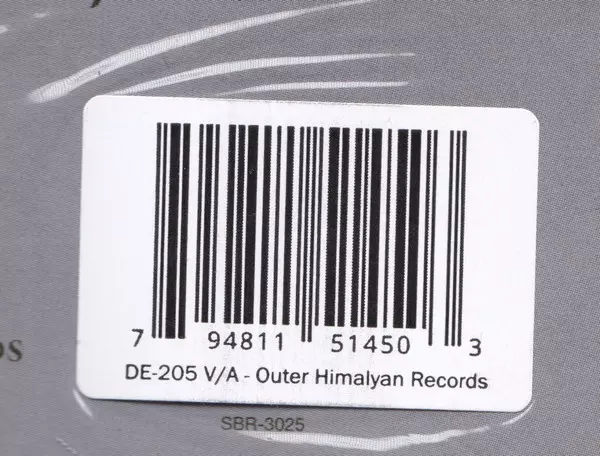 7 94811 51450 3
DE-205 V/A - Outer Himalyan Records
SBR-3025